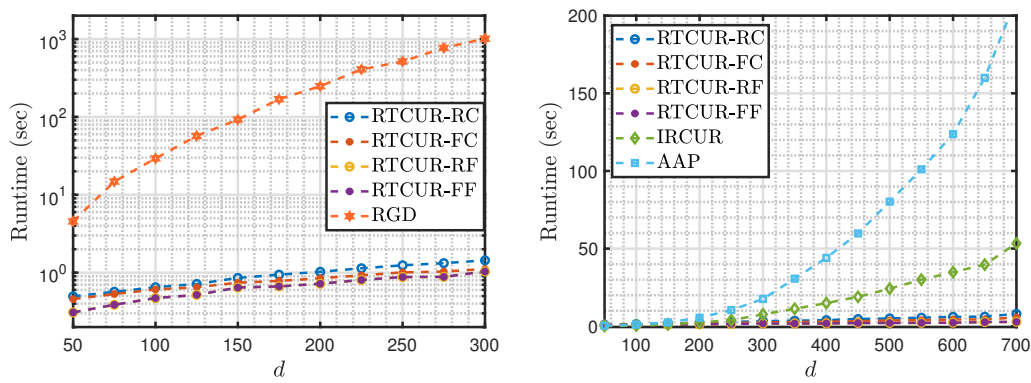 10^3
10^2
10^1
10^0
Runtime (sec)
50 100 150 200 250 300
d
RTCUR-RC
RTCUR-FC
RTCUR-RF
RTCUR-FF
RGD
200
150
100
50
0
Runtime (sec)
100 200 300 400 500 600 700
d
RTCUR-RC
RTCUR-FC
RTCUR-RF
RTCUR-FF
IRCUR
AAP